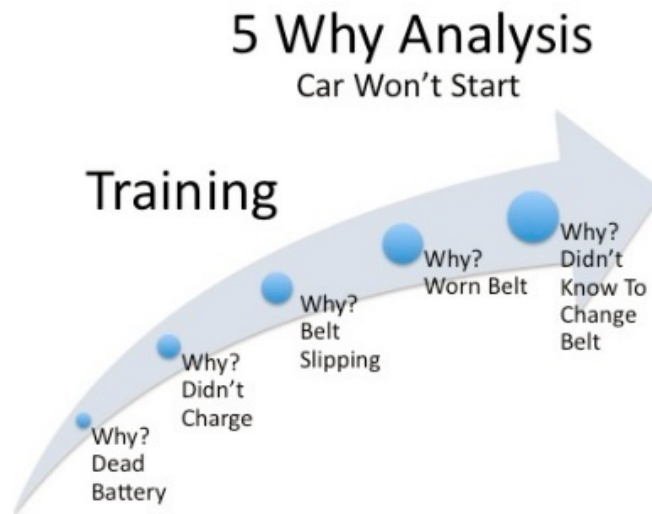 5 Why Analysis
Car Won't Start
Training
Why?
Dead
Battery
Why?
Didn't
Charge
Why?
Belt
Slipping
Why?
Worn Belt
Why?
Didn't
Know To
Change
Belt